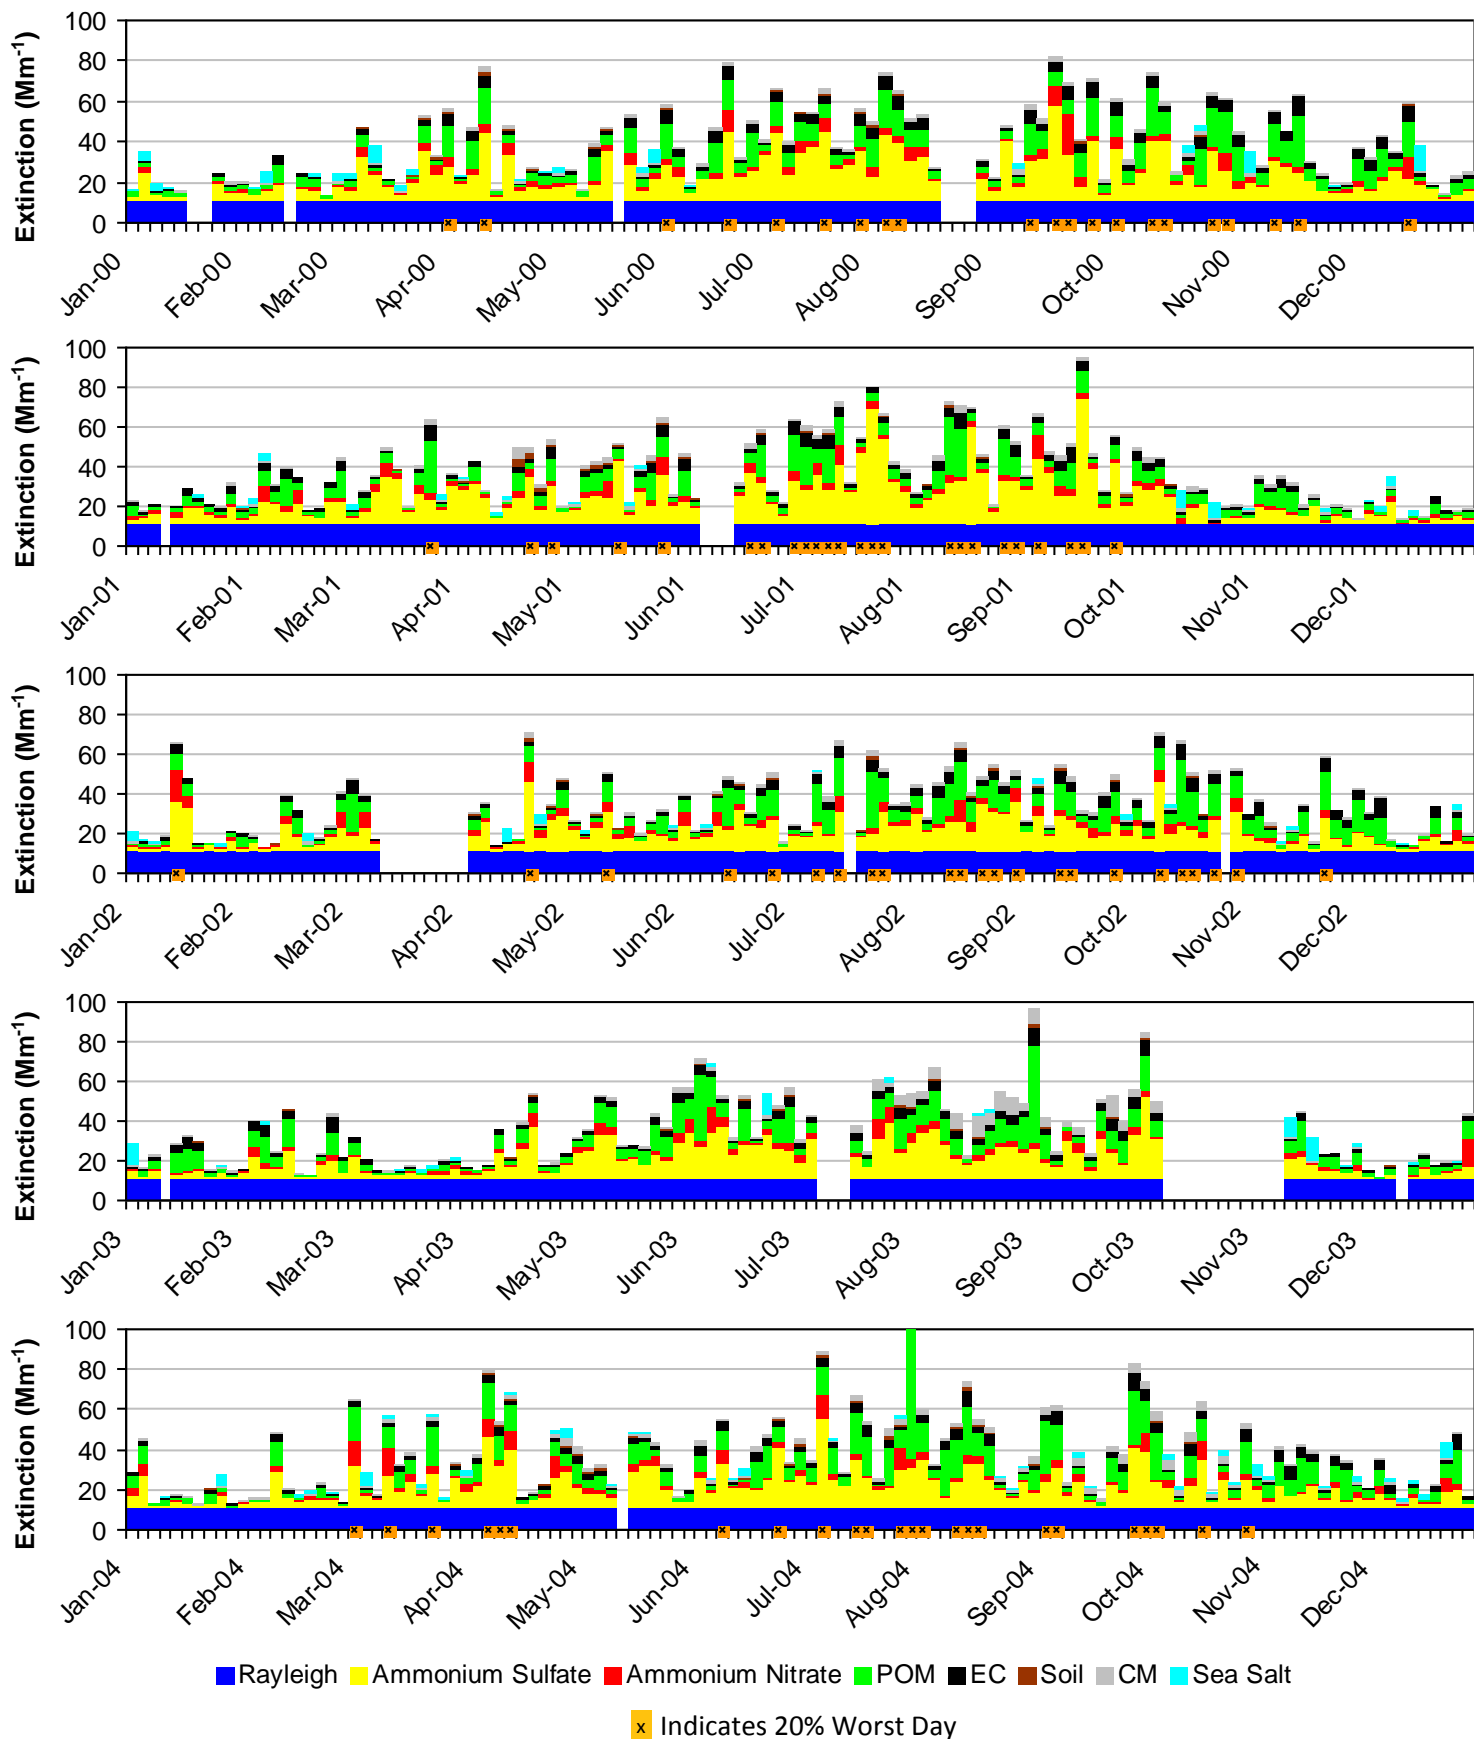 Extinction (Mm-1)
100
80
60
40
20
0
Jan-00 Feb-00 Mar-00 Apr-00 May-00 Jun-00 Jul-00 Aug-00 Sep-00 Oct-00 Nov-00 Dec-00
Extinction (Mm-1)
100
80
60
40
20
0
Jan-01 Feb-01 Mar-01 Apr-01 May-01 Jun-01 Jul-01 Aug-01 Sep-01 Oct-01 Nov-01 Dec-01
Extinction (Mm-1)
100
80
60
40
20
0
Jan-02 Feb-02 Mar-02 Apr-02 May-02 Jun-02 Jul-02 Aug-02 Sep-02 Oct-02 Nov-02 Dec-02
Extinction (Mm-1)
100
80
60
40
20
0
Jan-03 Feb-03 Mar-03 Apr-03 May-03 Jun-03 Jul-03 Aug-03 Sep-03 Oct-03 Nov-03 Dec-03
Extinction (Mm-1)
100
80
60
40
20
0
Jan-04 Feb-04 Mar-04 Apr-04 May-04 Jun-04 Jul-04 Aug-04 Sep-04 Oct-04 Nov-04 Dec-04
Rayleigh Ammonium Sulfate Ammonium Nitrate POM EC Soil CM Sea Salt
x Indicates 20% Worst Day